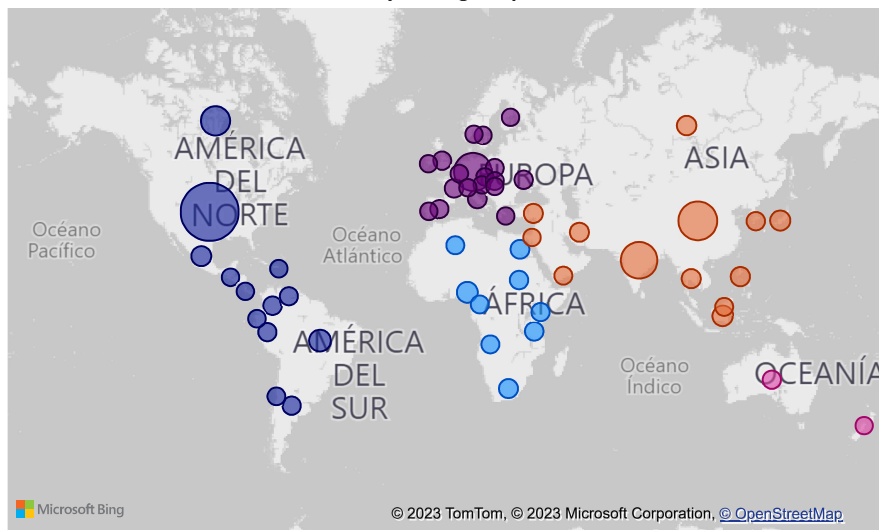 AMÉRICA
DEL
NORTE
EUROPA
ASIA
Océano
Pacífico
Océano
Atlántico
ÁFRICA
AMÉRICA
DEL
SUR
Océano
Índico
OCEANÍA
Microsoft Bing
© 2023 TomTom, © 2023 Microsoft Corporation, © OpenStreetMap